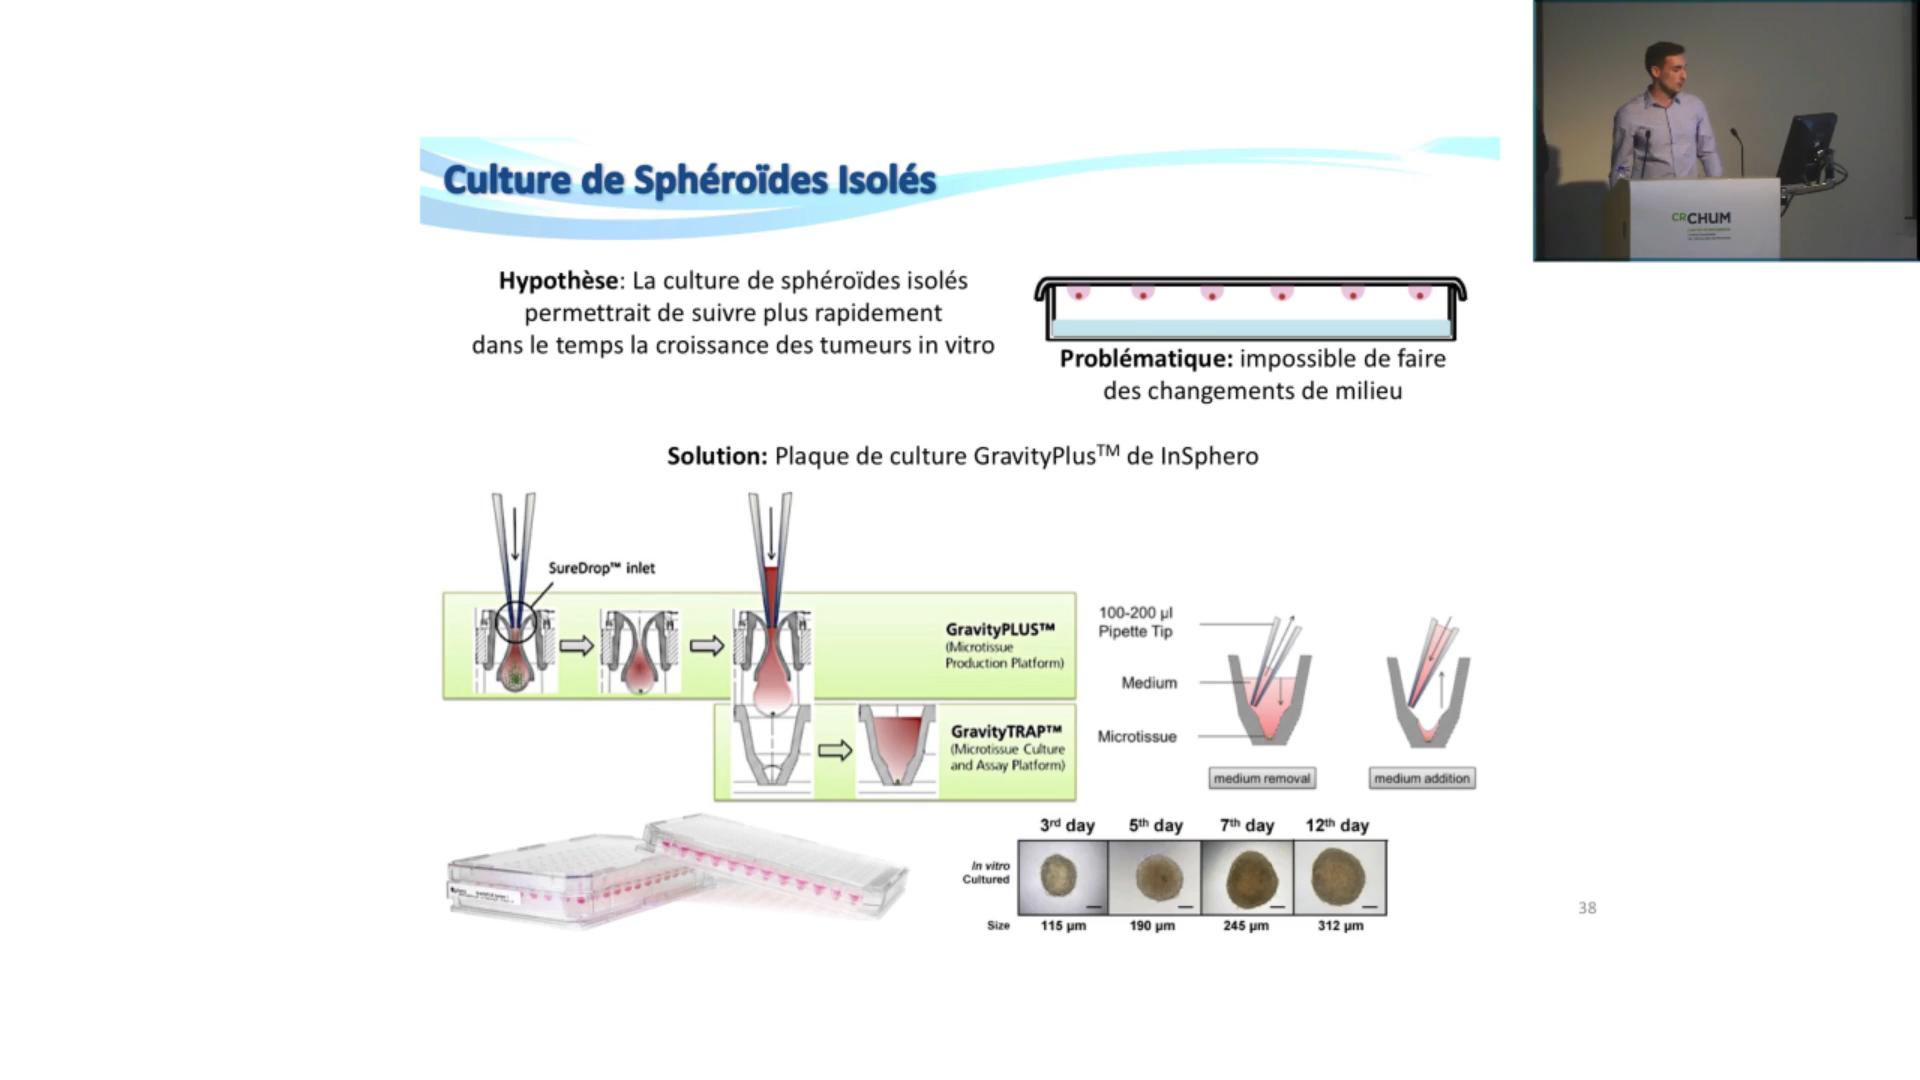 Culture de Sphéroïdes Isolés
Hypothèse: La culture de sphéroïdes isolés
permettrait de suivre plus rapidement
dans le temps la croissance des tumeurs in vitro
Problématique: impossible de faire
des changements de milieu
Solution: Plaque de culture GravityPlus™ de InSphero
SureDrop™ inlet
GravityPLUS™
(Microtissue
Production Platform)
GravityTRAP™
(Microtissue Culture
and Assay Platform)
100-200 µl
Pipette Tip
Medium
Microtissue
medium removal
medium addition
3rd day 5th day 7th day 12th day
In vitro
Cultured
Size 115 µm 190 µm 245 µm 312 µm
38
CRCHUM